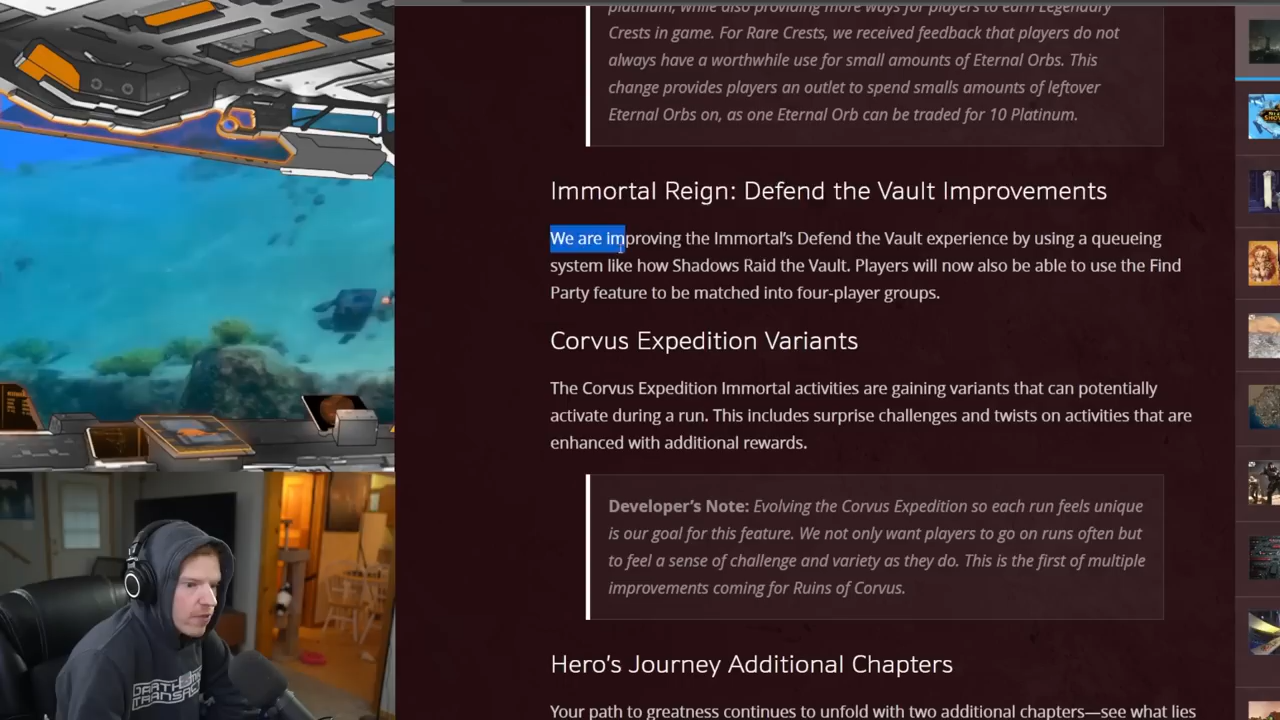 platinum, while also providing more ways for players to earn Legendary
Crests in game. For Rare Crests, we received feedback that players do not
always have a worthwhile use for small amounts of Eternal Orbs. This
change provides players an outlet to spend smalls amounts of leftover
Eternal Orbs on, as one Eternal Orb can be traded for 10 Platinum.
Immortal Reign: Defend the Vault Improvements
We are improving the Immortal's Defend the Vault experience by using a queueing
system like how Shadows Raid the Vault. Players will now also be able to use the Find
Party feature to be matched into four-player groups.
Corvus Expedition Variants
The Corvus Expedition Immortal activities are gaining variants that can potentially
activate during a run. This includes surprise challenges and twists on activities that are
enhanced with additional rewards.
Developer's Note: Evolving the Corvus Expedition so each run feels unique
is our goal for this feature. We not only want players to go on runs often but
to feel a sense of challenge and variety as they do. This is the first of multiple
improvements coming for Ruins of Corvus.
Hero's Journey Additional Chapters
Your path to greatness continues to unfold with two additional chapters—see what lies